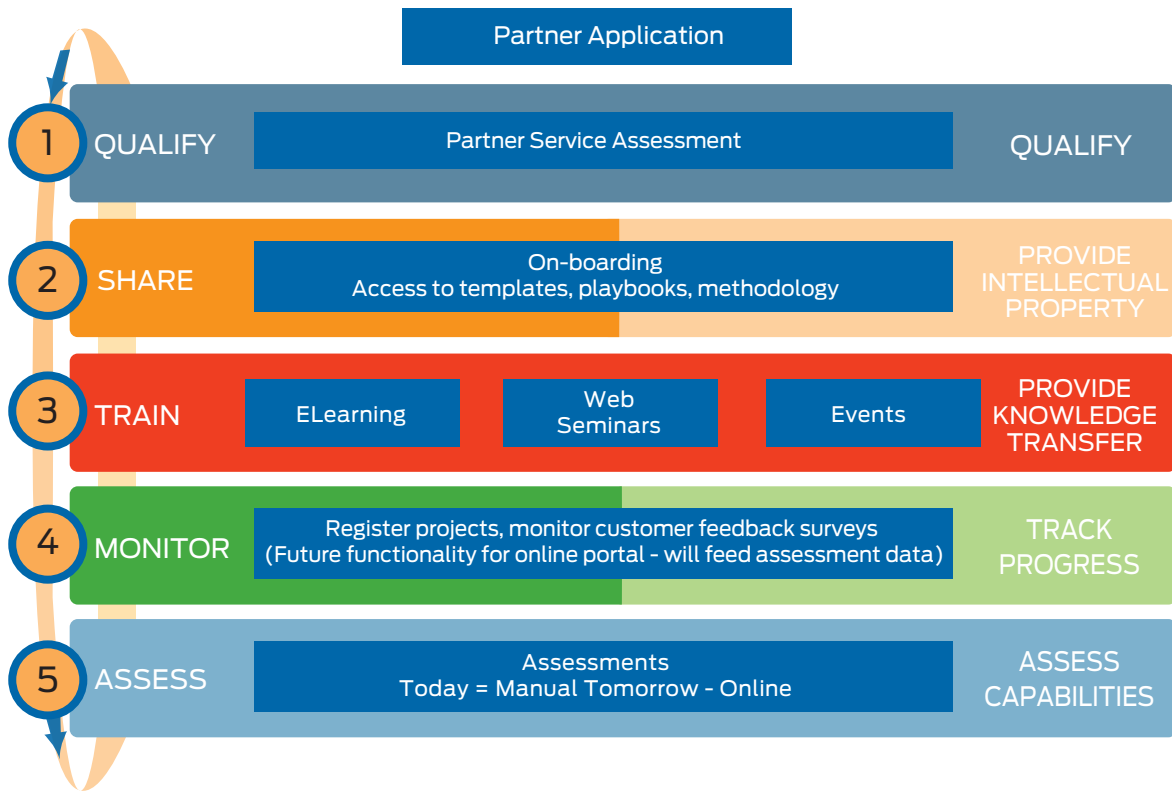 Partner Application
1
QUALIFY
Partner Service Assessment
QUALIFY
2
SHARE
On-boarding
Access to templates, playbooks, methodology
PROVIDE
INTELLECTUAL
PROPERTY
3
TRAIN
ELearning
Web
Seminars
Events
PROVIDE
KNOWLEDGE
TRANSFER
4
MONITOR
Register projects, monitor customer feedback surveys
(Future functionality for online portal - will feed assessment data)
TRACK
PROGRESS
5
ASSESS
Assessments
Today = Manual Tomorrow - Online
ASSESS
CAPABILITIES